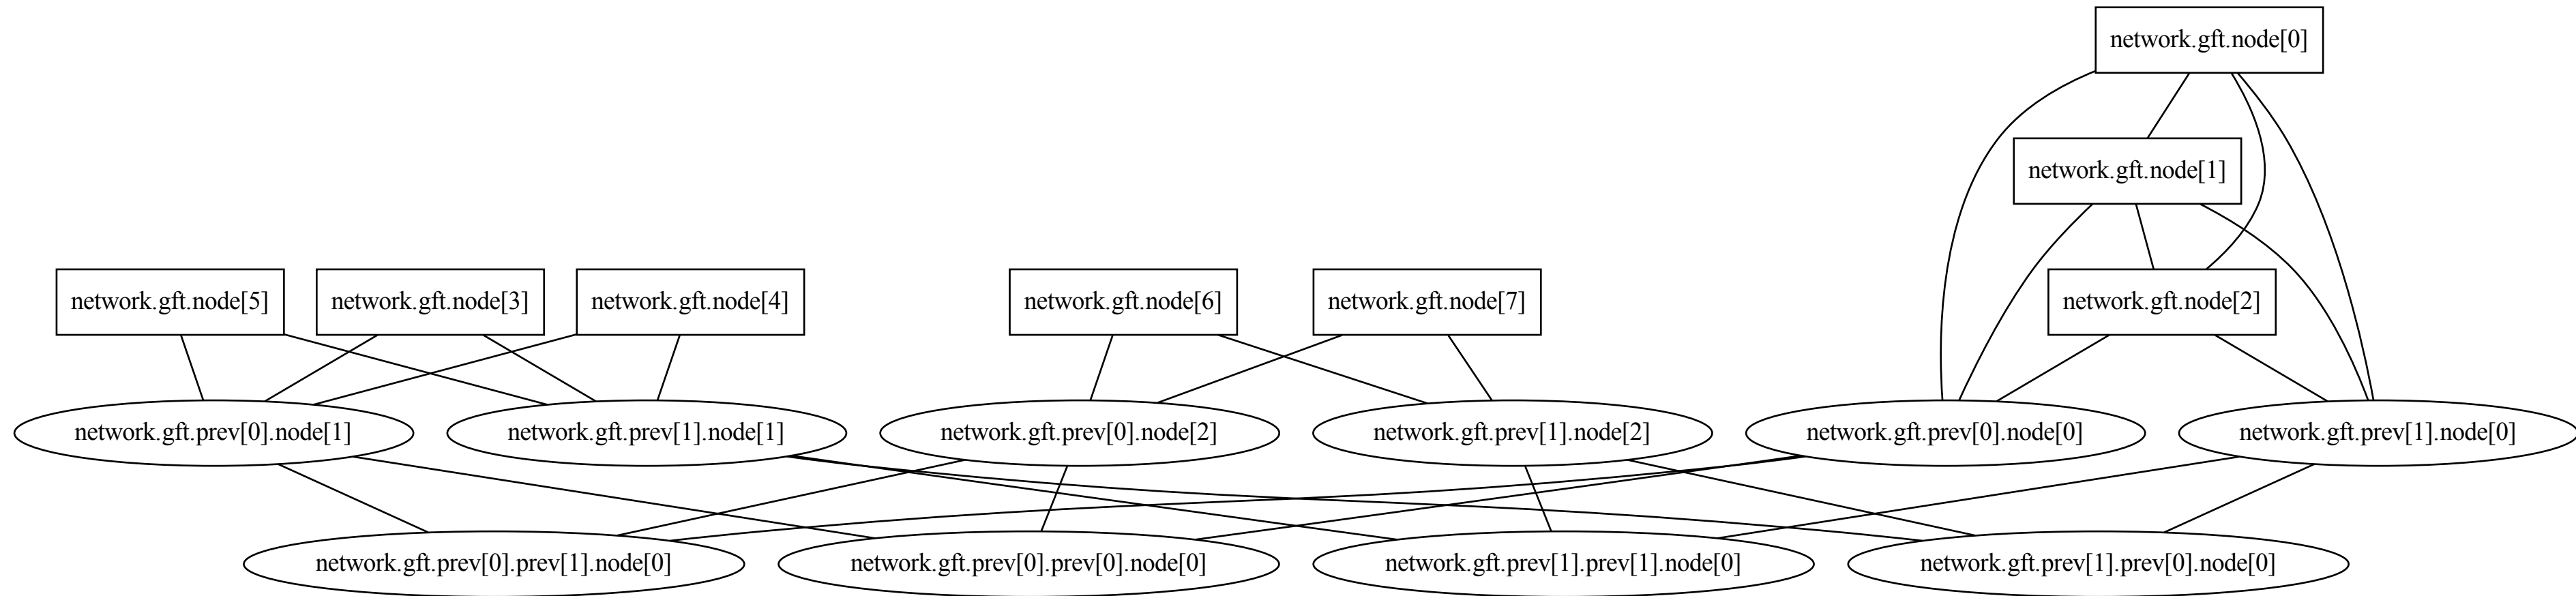 network.gft.node[0]
network.gft.node[1]
network.gft.node[5]
network.gft.node[3]
network.gft.node[4]
network.gft.node[6]
network.gft.node[7]
network.gft.node[2]
network.gft.prev[0].node[1]
network.gft.prev[1].node[1]
network.gft.prev[0].node[2]
network.gft.prev[1].node[2]
network.gft.prev[0].node[0]
network.gft.prev[1].node[0]
network.gft.prev[0].prev[1].node[0]
network.gft.prev[0].prev[0].node[0]
network.gft.prev[1].prev[1].node[0]
network.gft.prev[1].prev[0].node[0]